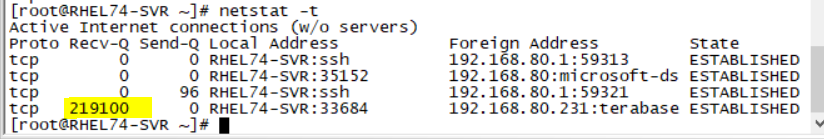 [root@RHEL74-SVR ~]# netstat -t
Active Internet connections (w/o servers)
Proto Recv-Q Send-Q Local Address           Foreign Address         State
tcp        0      0 RHEL74-SVR:ssh          192.168.80.1:59313      ESTABLISHED
tcp        0      0 RHEL74-SVR:35152        192.168.80:microsoft-ds ESTABLISHED
tcp        0     96 RHEL74-SVR:ssh          192.168.80.1:59321      ESTABLISHED
tcp   219100      0 RHEL74-SVR:33684        192.168.80.231:terabase ESTABLISHED
[root@RHEL74-SVR ~]#